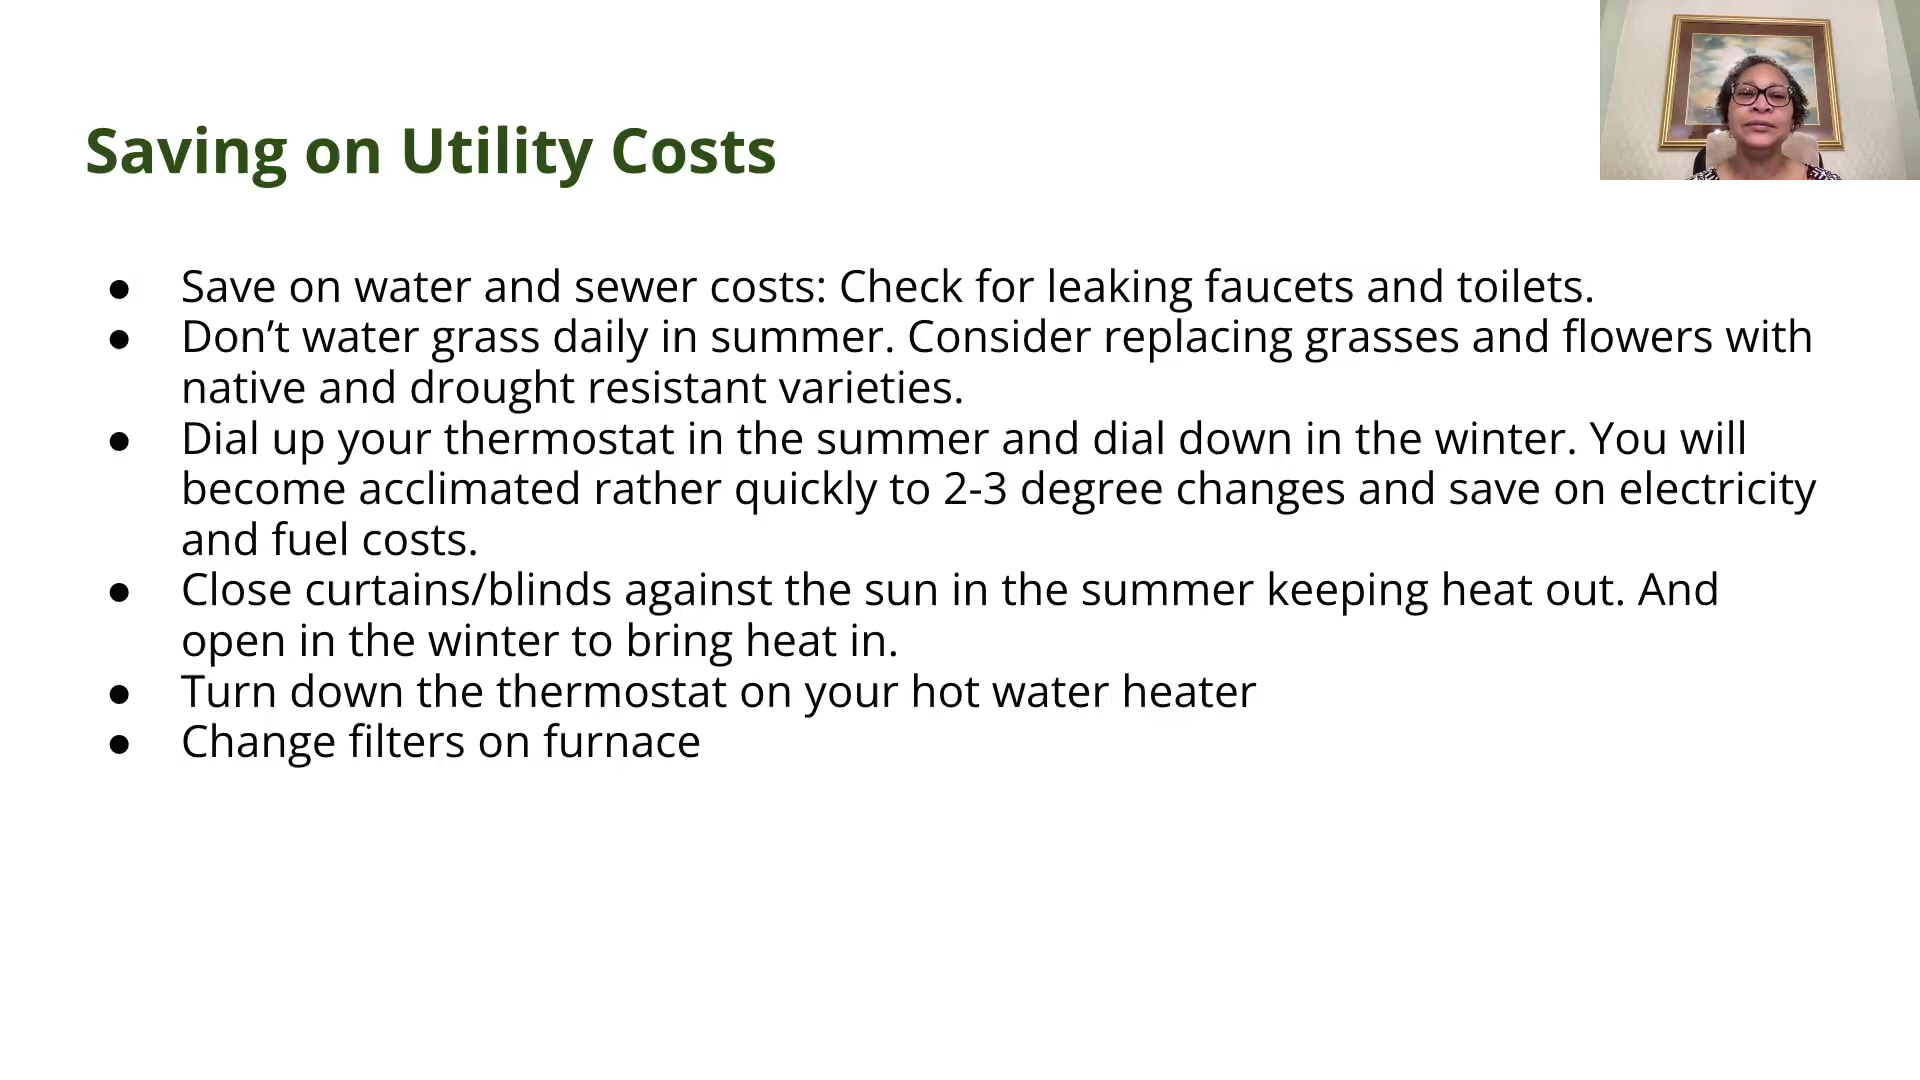 Saving on Utility Costs
● Save on water and sewer costs: Check for leaking faucets and toilets.
● Don’t water grass daily in summer. Consider replacing grasses and flowers with
native and drought resistant varieties.
● Dial up your thermostat in the summer and dial down in the winter. You will
become acclimated rather quickly to 2-3 degree changes and save on electricity
and fuel costs.
● Close curtains/blinds against the sun in the summer keeping heat out. And
open in the winter to bring heat in.
● Turn down the thermostat on your hot water heater
● Change filters on furnace